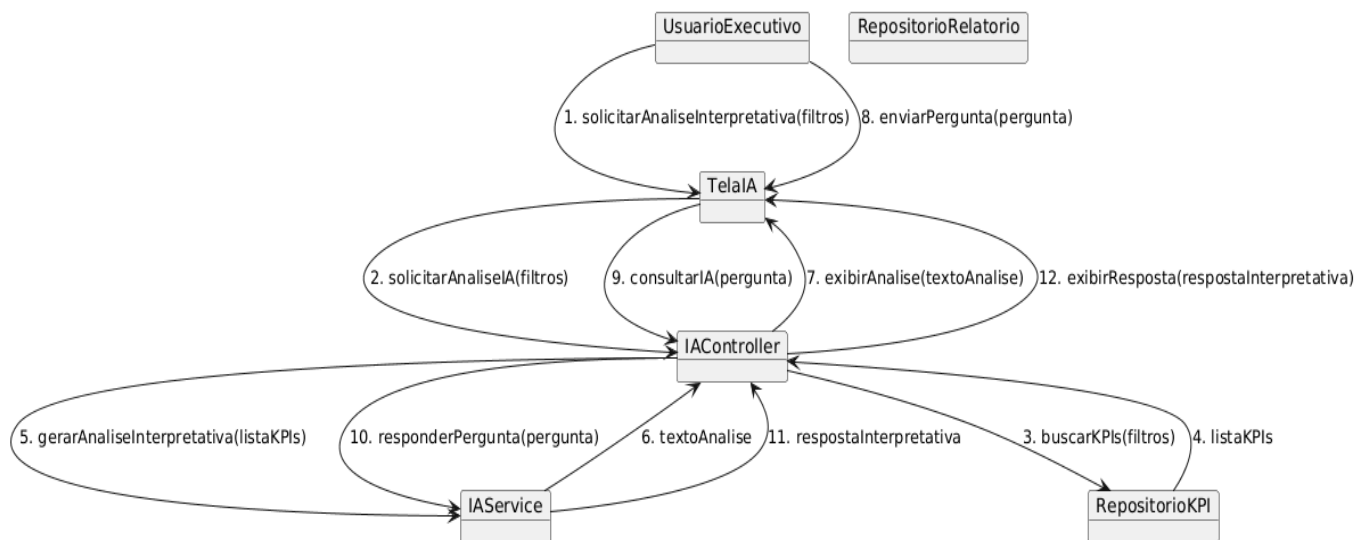 UsuarioExecutivo
RepositorioRelatorio
1. solicitarAnaliseInterpretativa(filtros)
8. enviarPergunta(pergunta)
TelaIA
2. solicitarAnaliseIA(filtros)
9. consultarIA(pergunta)
7. exibirAnalise(textoAnalise)
12. exibirResposta(respostaInterpretativa)
IAController
5. gerarAnaliseInterpretativa(listaKPIs)
10. responderPergunta(pergunta)
6. textoAnalise
11. respostaInterpretativa
3. buscarKPIs(filtros)
4. listaKPIs
IAService
RepositorioKPI